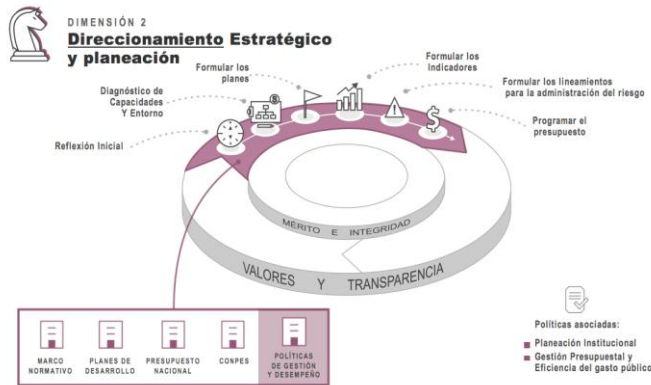 DIMENSIÓN 2
Direccionamiento Estratégico
y planeación
Reflexión Inicial
Diagnóstico de
Capacidades
Y Entorno
Formular los
planes
Formular los
Indicadores
Formular los lineamientos
para la administración del riesgo
Programar el
presupuesto
$
MÉRITO E INTEGRIDAD
VALORES Y TRANSPARENCIA
MARCO
NORMATIVO
PLANES DE
DESARROLLO
PRESUPUESTO
NACIONAL
CONPES
POLÍTICAS
DE GESTIÓN
Y DESEMPEÑO
Políticas asociadas:
Planeación Institucional
Gestión Presupuestal y
Eficiencia del gasto público